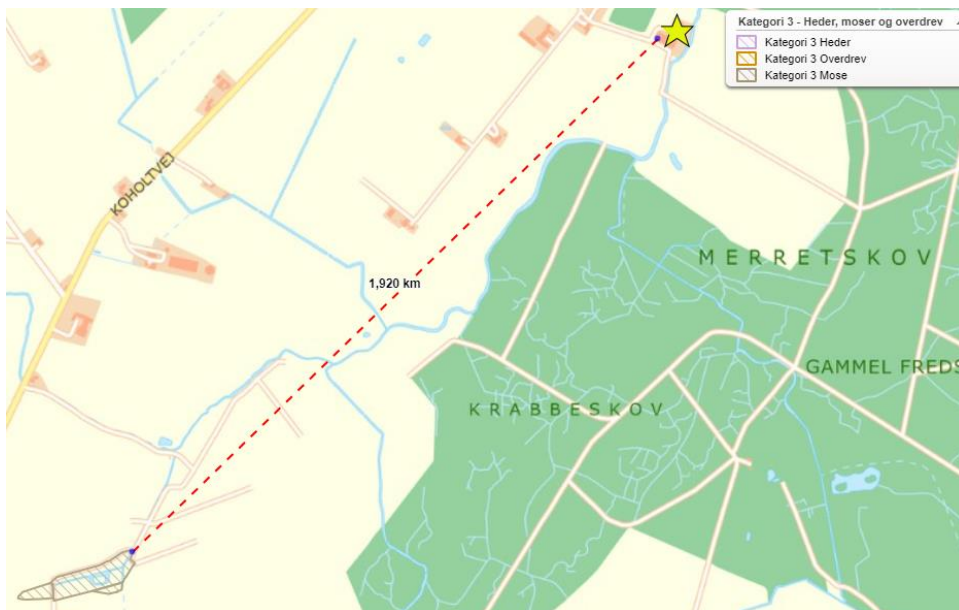 Kategori 3 - Heder, moser og overdrev
Kategori 3 Heder
Kategori 3 Overdrev
Kategori 3 Mose
KOHOLTVEJ
MERRETSKOV
1,920 km
GAMMEL FREDS
KRABBESKOV